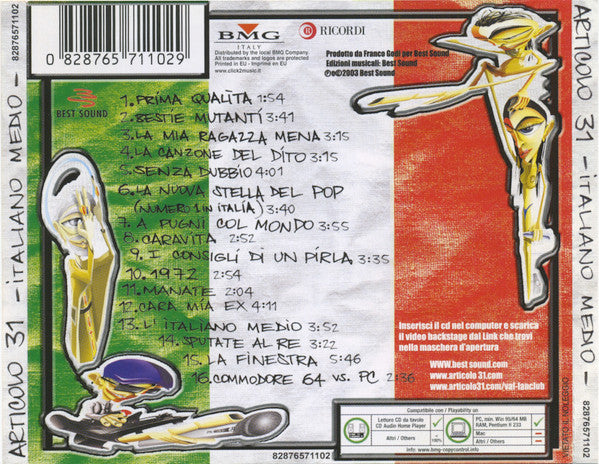 ARTICOLO 31 - ITALIANO MEDIO - 82876571102
0 828765 711029
BMG
ITALY
Distributed by the local BMG Company
All trademarks and logos are protected
Printed in EU - Imprimé en EU
www.click2music.it
RICORDI
Prodotto da Franco Godi per Best Sound
Edizioni musicali: Best Sound
℗©2003 Best Sound
BEST SOUND
1. PRIMA QUALITA 1:54
2. BESTIE MUTANTI 3:41
3. LA MIA RAGAZZA MENA 3:15
4. LA CANZONE DEL DITO 3:15
5. SENZA DUBBIO 4:01
6. LA NUOVA STELLA DEL POP
(NUMERO 1 IN ITALIA) 3:40
7. A PUGNI COL MONDO 3:55
8. CARAVITA 2:52
9. I CONSIGLI DI UN PIRLA 3:35
10. 1972 2:54
11. MANATE 2:04
12. CARA MIA EX 4:11
13. L'ITALIANO MEDIO 3:52
14. SPUTATE AL RE 3:22
15. LA FINESTRA 5:46
16. COMMODORE 64 VS. PC 2:36
Inserisci il cd nel computer e scarica
il video backstage dal Link che trovi
nella maschera d'apertura
WWW.best sound.com
www.articolo 31.com
www.articolo31.com/vai-fanclub
Compatibile con / Playability on
Lettore CD da tavolo
CD Audio Home Player
Altri / Others
100%
PC, min. Win 95/64 MB
RAM, Pentium II 233
Mac
Altri / Others
Info: http://www.bmg-copycontrol.info
82876571102
ARTICOLO 31 - ITALIANO MEDIO - 82876571102